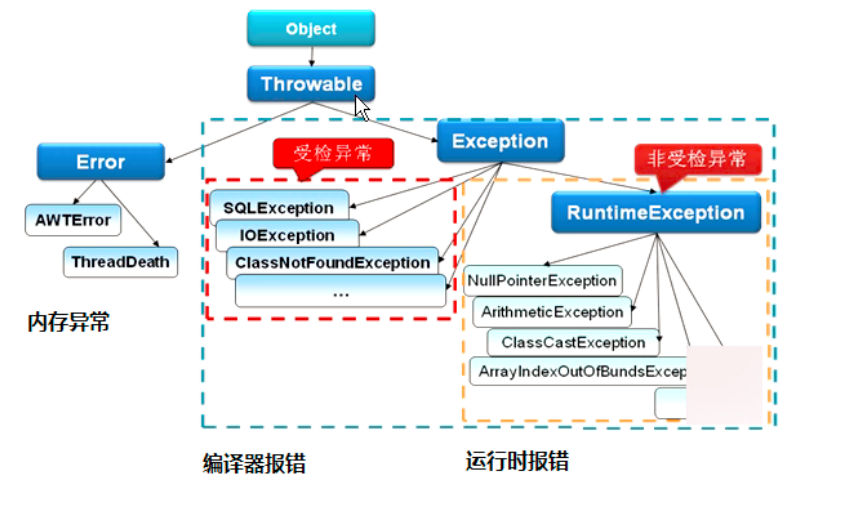 Object
Throwable
Exception
受检异常
非受检异常
Error
SQLException
RuntimeException
AWTError
IOException
ThreadDeath
ClassNotFoundException
...
NullPointerException
ArithmeticException
ClassCastException
ArrayIndexOutOfBundsExcep
内存异常
编译器报错
运行时报错